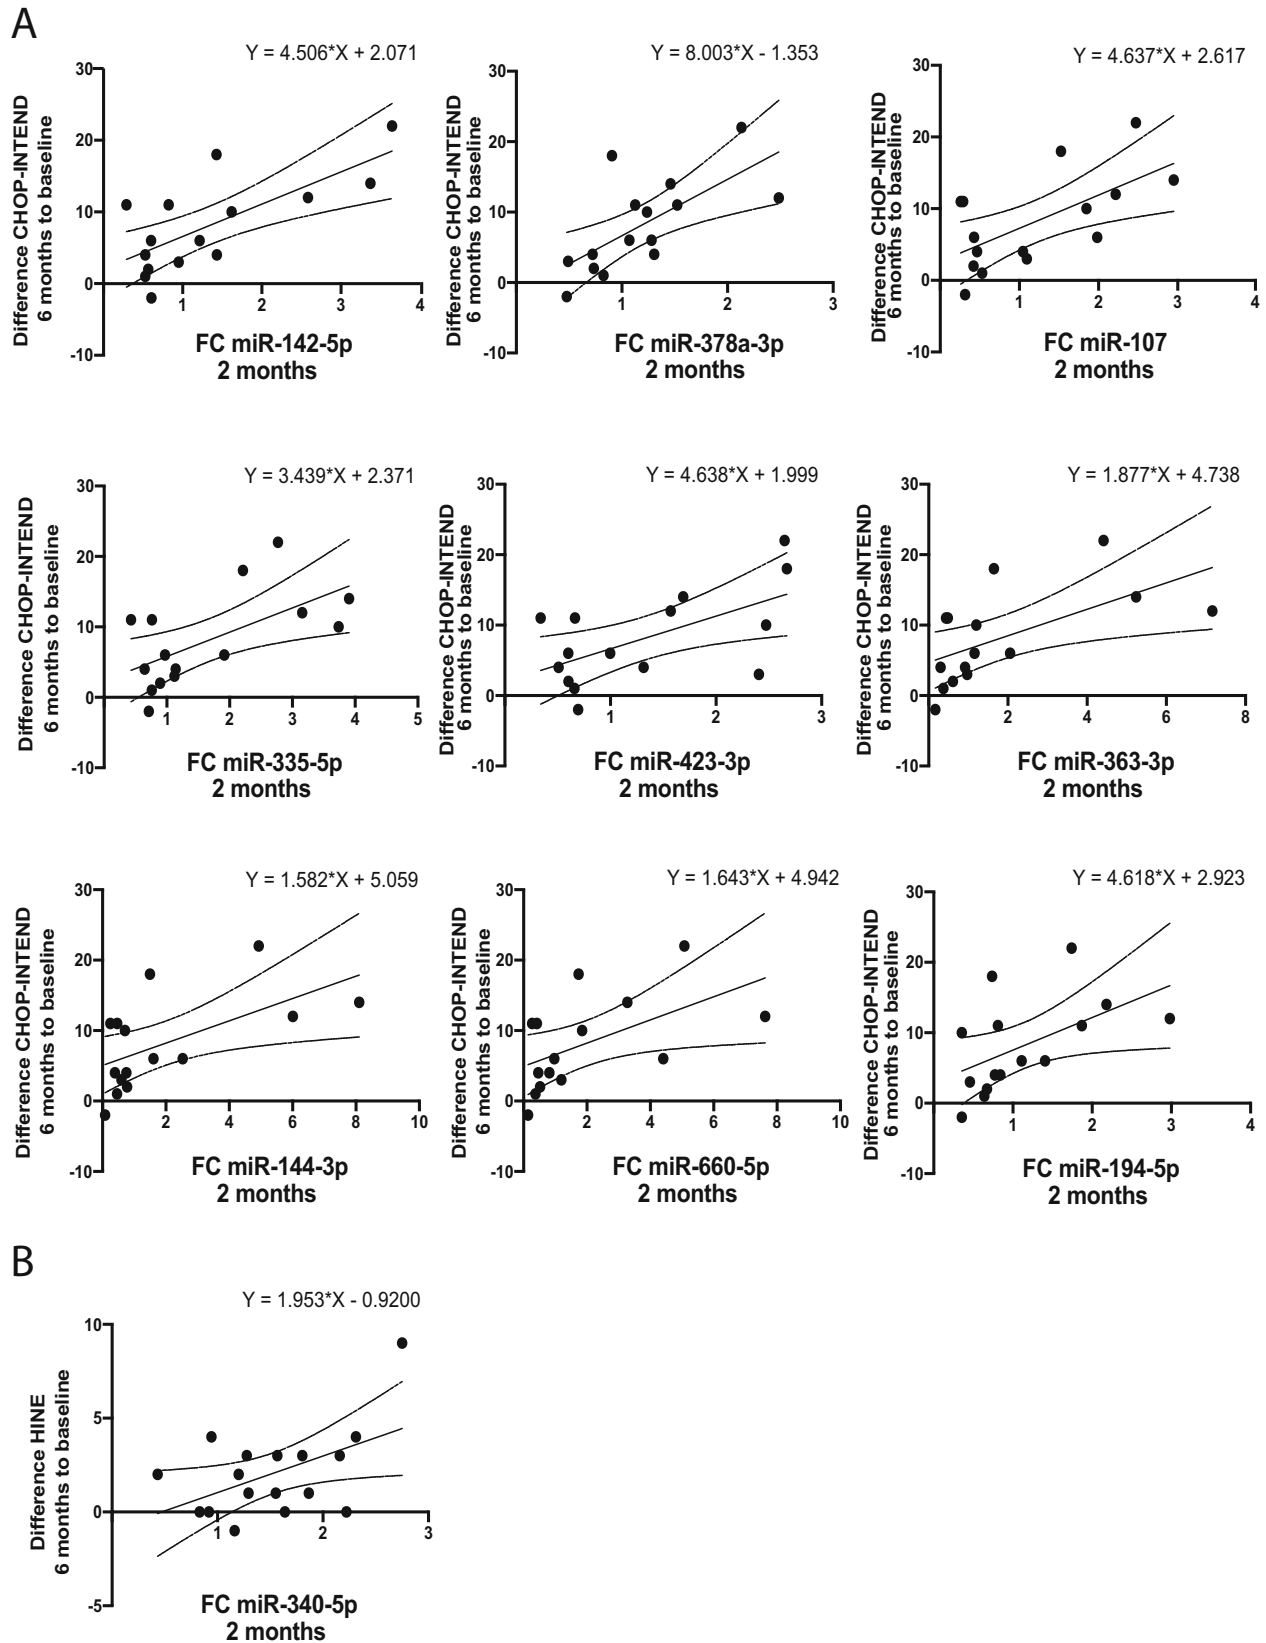 A
Y = 4.506*X + 2.071
30
20
10
0
-10
1
2
3
4
Difference CHOP-INTEND
6 months to baseline
FC miR-142-5p
2 months
Y = 8.003*X - 1.353
30
20
10
0
-10
1
2
3
Difference CHOP-INTEND
6 months to baseline
FC miR-378a-3p
2 months
Y = 4.637*X + 2.617
30
20
10
0
-10
1
2
3
4
Difference CHOP-INTEND
6 months to baseline
FC miR-107
2 months
Y = 3.439*X + 2.371
30
20
10
0
-10
1
2
3
4
5
Difference CHOP-INTEND
6 months to baseline
FC miR-335-5p
2 months
Y = 4.638*X + 1.999
30
20
10
0
-10
1
2
3
Difference CHOP-INTEND
6 months to baseline
FC miR-423-3p
2 months
Y = 1.877*X + 4.738
30
20
10
0
-10
2
4
6
8
Difference CHOP-INTEND
6 months to baseline
FC miR-363-3p
2 months
Y = 1.582*X + 5.059
30
20
10
0
-10
2
4
6
8
10
Difference CHOP-INTEND
6 months to baseline
FC miR-144-3p
2 months
Y = 1.643*X + 4.942
30
20
10
0
-10
2
4
6
8
10
Difference CHOP-INTEND
6 months to baseline
FC miR-660-5p
2 months
Y = 4.618*X + 2.923
30
20
10
0
-10
1
2
3
4
Difference CHOP-INTEND
6 months to baseline
FC miR-194-5p
2 months
B
Y = 1.953*X - 0.9200
10
5
0
-5
1
2
3
Difference HINE
6 months to baseline
FC miR-340-5p
2 months